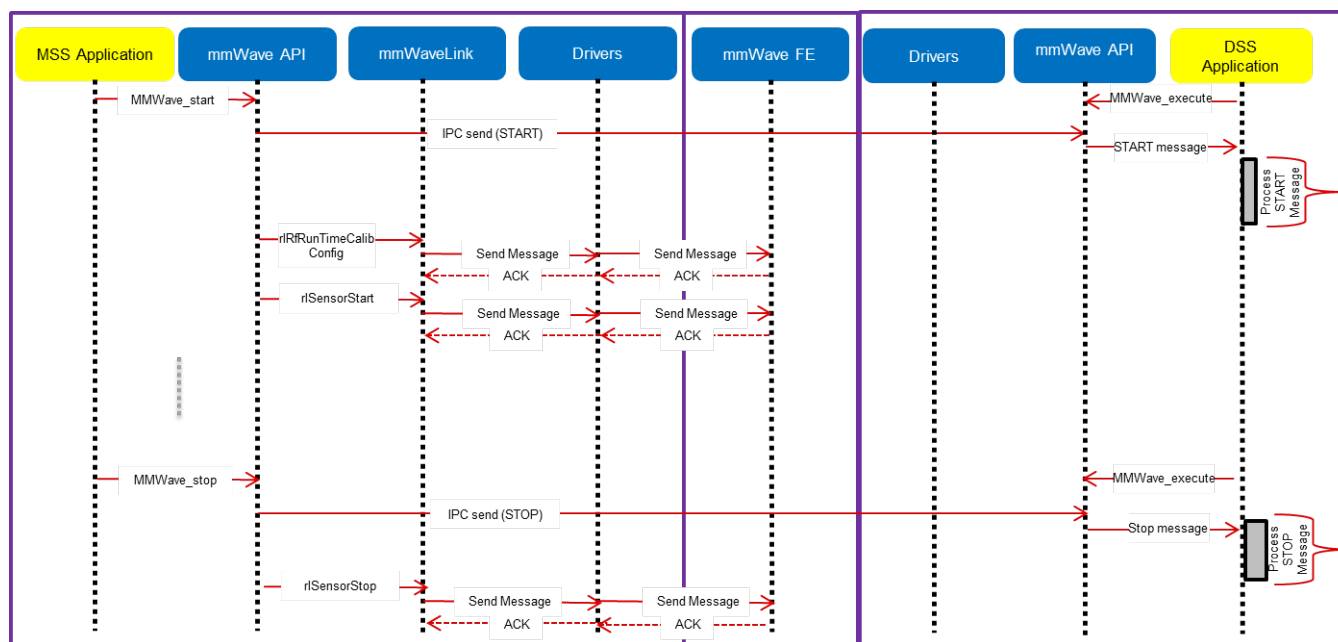 MSS Application
mmWave API
mmWaveLink
Drivers
mmWave FE
Drivers
mmWave API
DSS
Application
MMWave_start
MMWave_execute
IPC send (START)
START message
Process
START
Message
rlRfRunTimeCalib
Config
Send Message
Send Message
ACK
ACK
rlSensorStart
Send Message
Send Message
ACK
ACK
MMWave_stop
MMWave_execute
IPC send (STOP)
Stop message
Process
STOP
Message
rlSensorStop
Send Message
Send Message
ACK
ACK